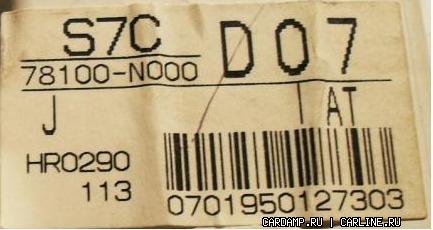 S7C D07
78100-N000
J AT
HR0290
113
0701950127303
CARDAMP.RU | CARLINE.RU